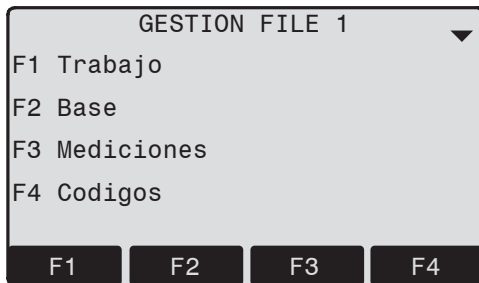 GESTION FILE 1
F1 Trabajo
F2 Base
F3 Mediciones
F4 Codigos
F1 F2 F3 F4